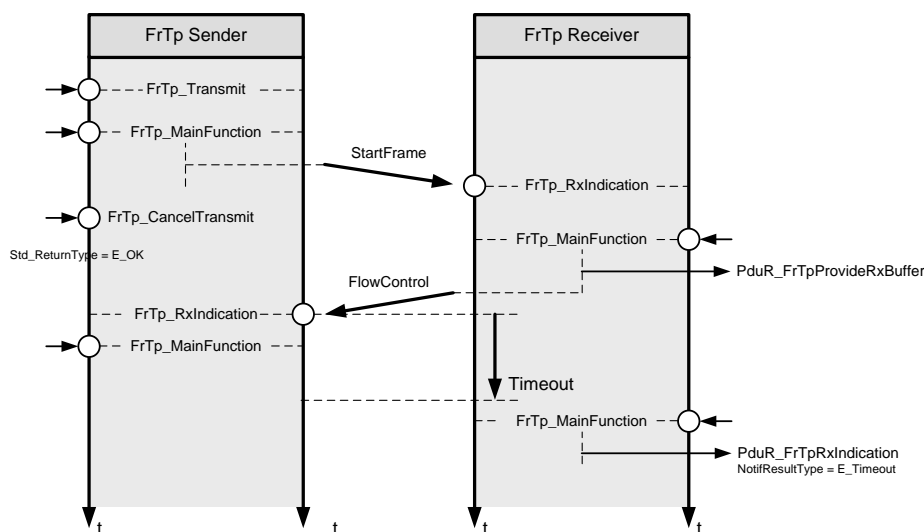 FrTp Sender
FrTp Receiver
FrTp_Transmit
FrTp_MainFunction
StartFrame
FrTp_RxIndication
FrTp_CancelTransmit
FrTp_MainFunction
Std_ReturnType = E_OK
PduR_FrTpProvideRxBuffer
FlowControl
FrTp_RxIndication
FrTp_MainFunction
Timeout
FrTp_MainFunction
PduR_FrTpRxIndication
NotifResultType = E_Timeout
t
t
t
t